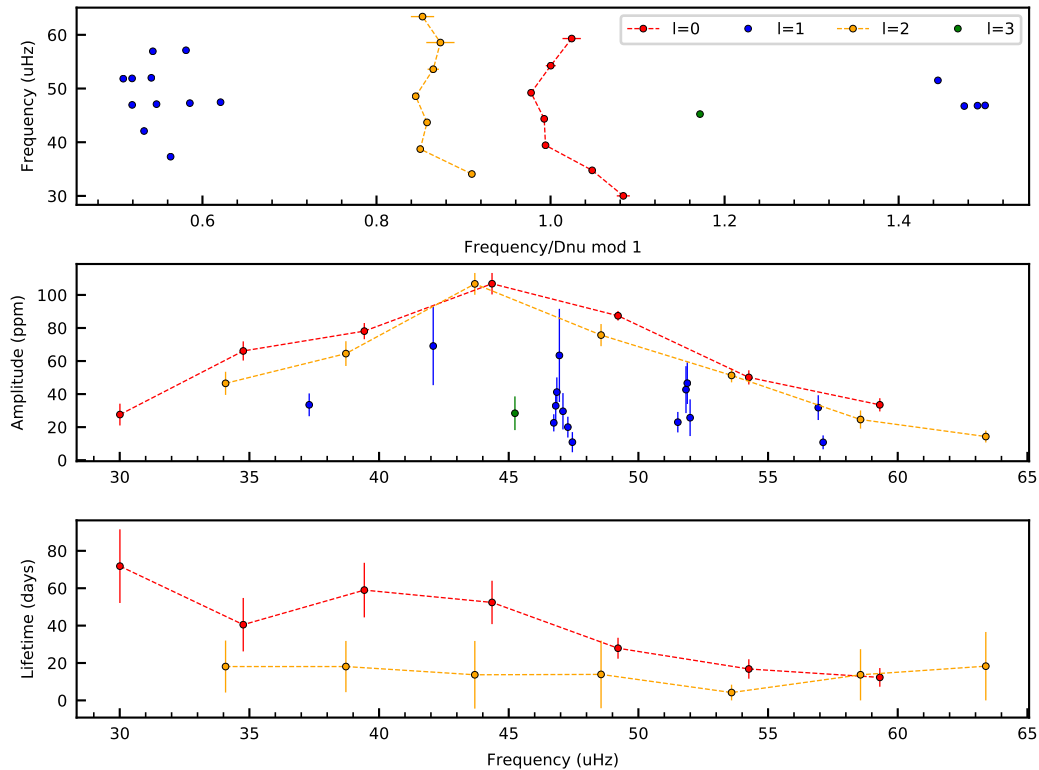 l=0 l=1 l=2 l=3
Frequency (uHz)
60
50
40
30
0.6 0.8 1.0 1.2 1.4
Frequency/Dnu mod 1
Amplitude (ppm)
100
80
60
40
20
0
30 35 40 45 50 55 60 65
Lifetime (days)
80
60
40
20
0
30 35 40 45 50 55 60 65
Frequency (uHz)